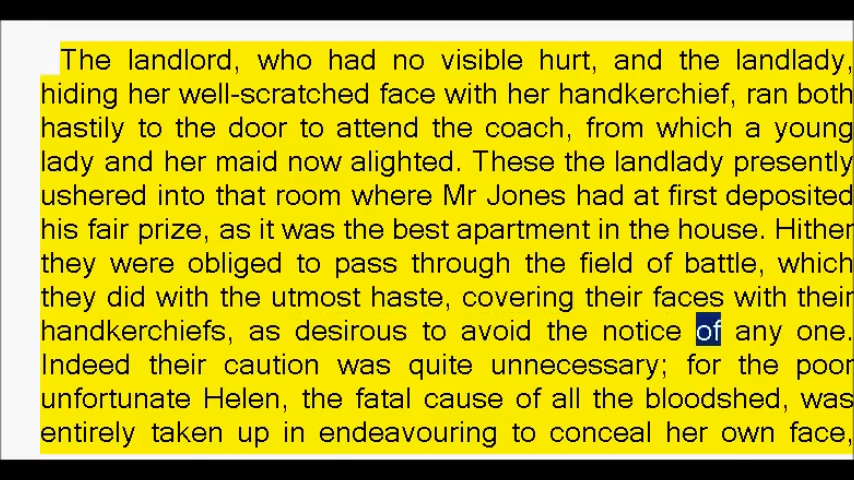 The landlord, who had no visible hurt, and the landlady,
hiding her well-scratched face with her handkerchief, ran both
hastily to the door to attend the coach, from which a young
lady and her maid now alighted. These the landlady presently
ushered into that room where Mr Jones had at first deposited
his fair prize, as it was the best apartment in the house. Hither
they were obliged to pass through the field of battle, which
they did with the utmost haste, covering their faces with their
handkerchiefs, as desirous to avoid the notice of any one.
Indeed their caution was quite unnecessary; for the poor
unfortunate Helen, the fatal cause of all the bloodshed, was
entirely taken up in endeavouring to conceal her own face,